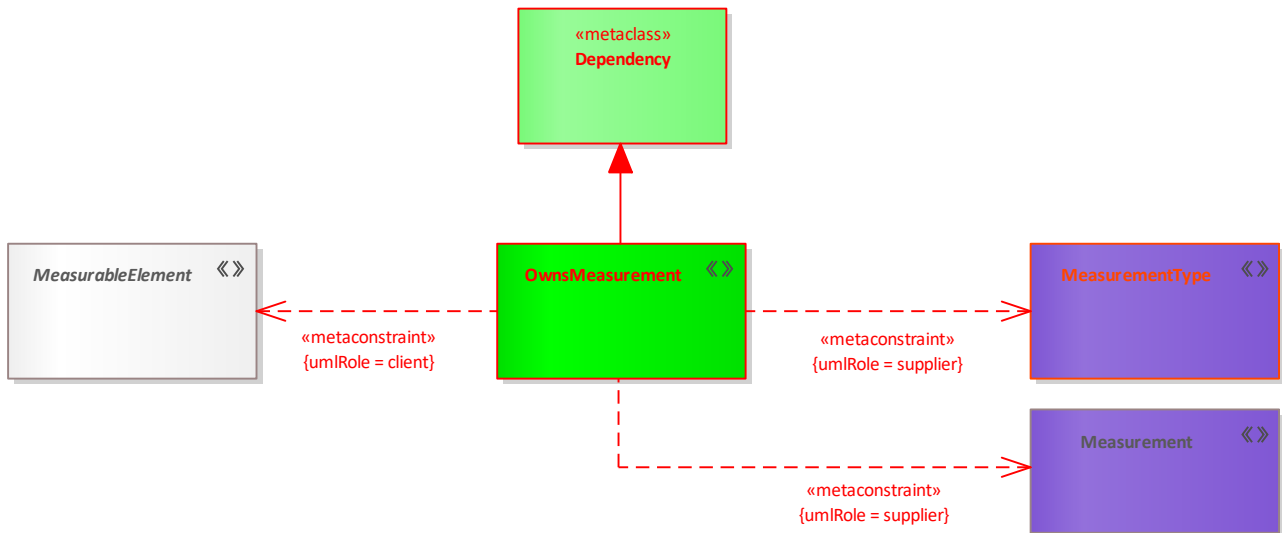 «metaclass»
Dependency
MeasurableElement
«»
OwnsMeasurement
«»
MeasurementType
«»
«metaconstraint»
{umlRole = client}
«metaconstraint»
{umlRole = supplier}
Measurement
«»
«metaconstraint»
{umlRole = supplier}